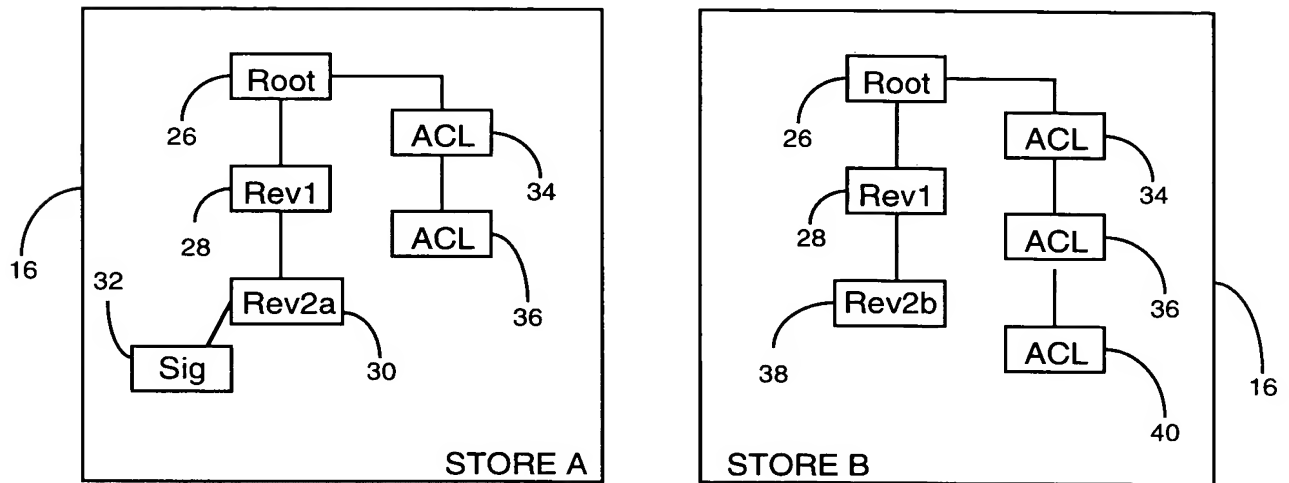 Root
26
ACL
34
Rev1
28
ACL
36
16
32
Rev2a
30
Sig
STORE A
Root
26
ACL
34
Rev1
28
ACL
36
Rev2b
38
ACL
40
16
STORE B